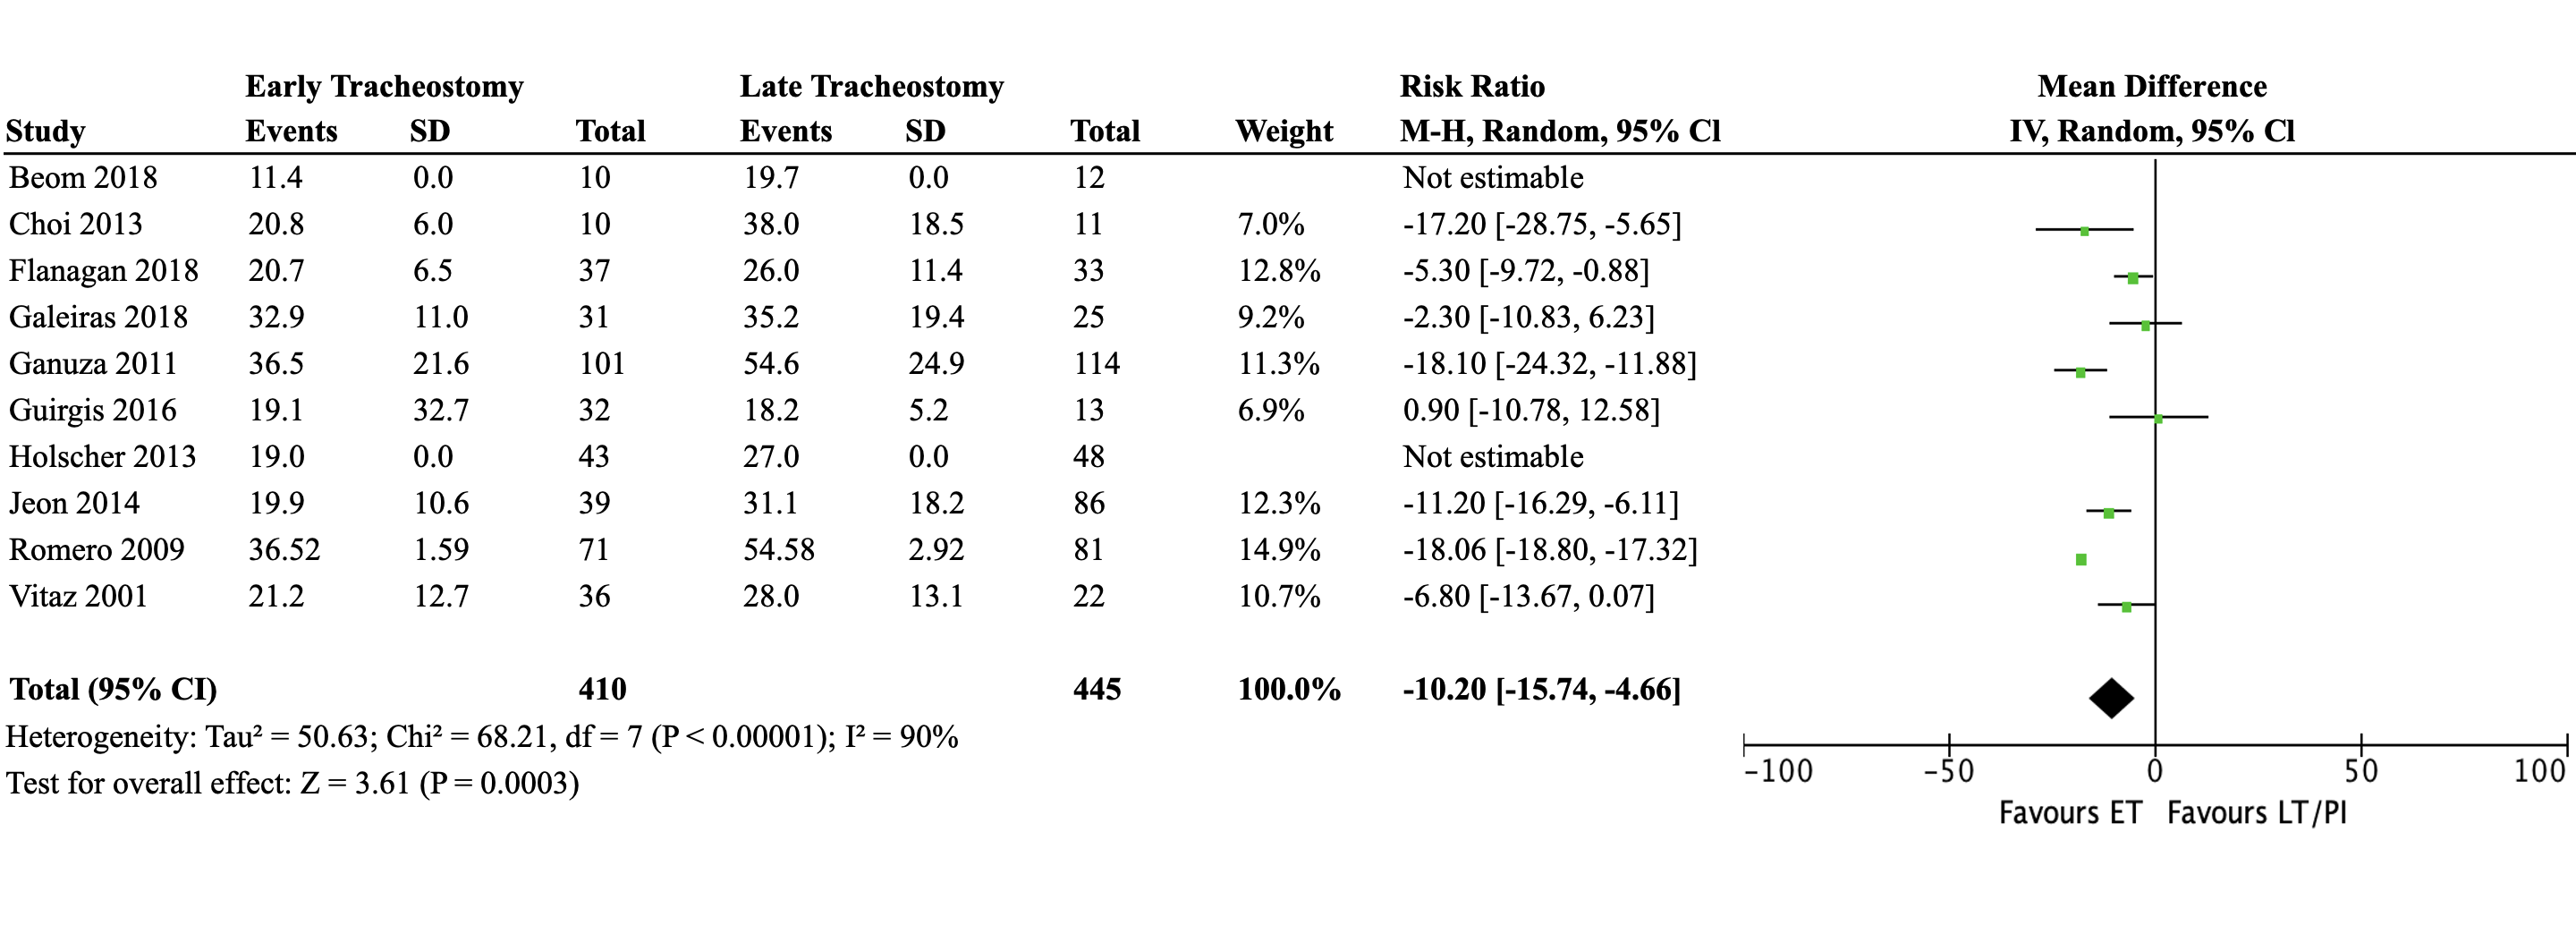 Early Tracheostomy Late Tracheostomy Risk Ratio Mean Difference
Study Events SD Total Events SD Total Weight M-H, Random, 95% Cl IV, Random, 95% Cl
Beom 2018 11.4 0.0 10 19.7 0.0 12 Not estimable
Choi 2013 20.8 6.0 10 38.0 18.5 11 7.0% -17.20 [-28.75, -5.65]
Flanagan 2018 20.7 6.5 37 26.0 11.4 33 12.8% -5.30 [-9.72, -0.88]
Galeiras 2018 32.9 11.0 31 35.2 19.4 25 9.2% -2.30 [-10.83, 6.23]
Ganuza 2011 36.5 21.6 101 54.6 24.9 114 11.3% -18.10 [-24.32, -11.88]
Guirgis 2016 19.1 32.7 32 18.2 5.2 13 6.9% 0.90 [-10.78, 12.58]
Holscher 2013 19.0 0.0 43 27.0 0.0 48 Not estimable
Jeon 2014 19.9 10.6 39 31.1 18.2 86 12.3% -11.20 [-16.29, -6.11]
Romero 2009 36.52 1.59 71 54.58 2.92 81 14.9% -18.06 [-18.80, -17.32]
Vitaz 2001 21.2 12.7 36 28.0 13.1 22 10.7% -6.80 [-13.67, 0.07]
Total (95% CI) 410 445 100.0% -10.20 [-15.74, -4.66]
Heterogeneity: Tau² = 50.63; Chi² = 68.21, df = 7 (P < 0.00001); I² = 90%
Test for overall effect: Z = 3.61 (P = 0.0003)
-100 -50 0 50 100
Favours ET Favours LT/PI